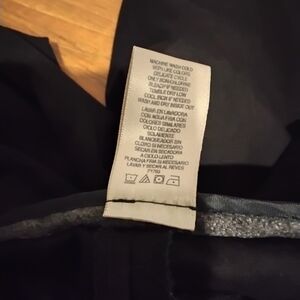 MACHINE WASH COLD
WITH LIKE COLORS
DELICATE CYCLE
ONLY NON-CHLORINE
BLEACH IF NEEDED
TUMBLE DRY LOW
COOL IRON IF NEEDED
WASH AND DRY INSIDE OUT
LAVAR EN LAVADORA
CON AGUA FRIA CON
COLORES SIMILARES
CICLO DELICADO
SOLAMENTE
BLANQUEADOR SIN
CLORO SI NECESARIO
SECAR EN SECADORA
A CICLO LENTO
PLANCHA FRIA SI NECESARIO
LAVAR Y SECAR AL REVES